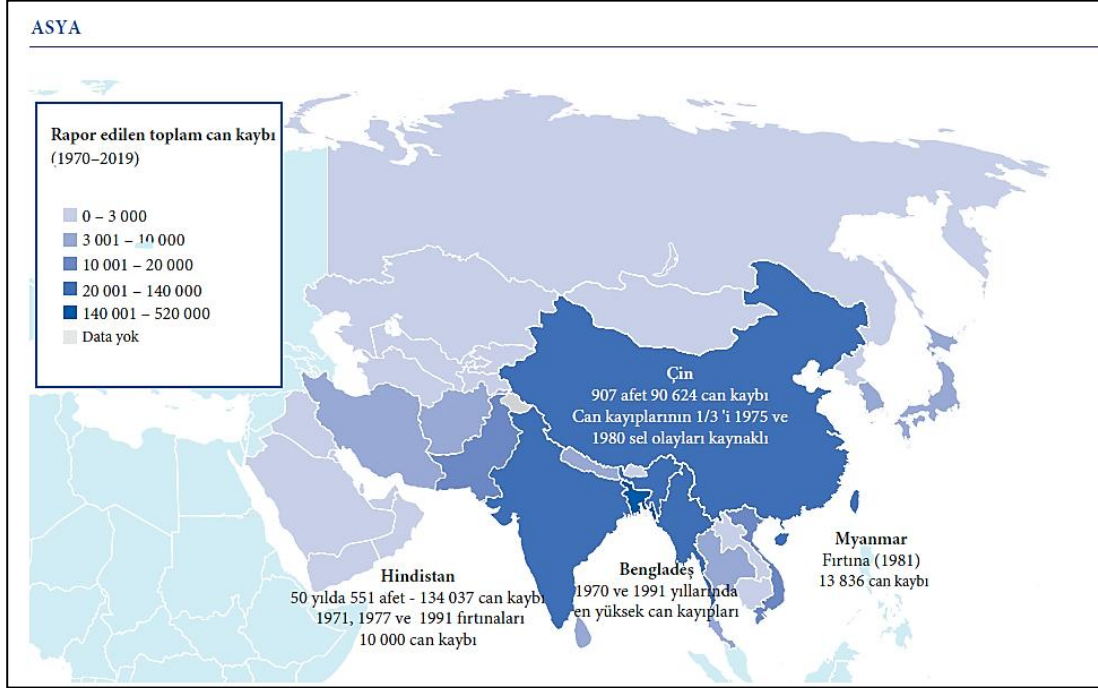 ASYA
Rapor edilen toplam can kaybı
(1970–2019)
0 – 3 000
3 001 – 10 000
10 001 – 20 000
20 001 – 140 000
140 001 – 520 000
Data yok
Çin
907 afet 90 624 can kaybı
Can kayıplarının 1/3 'i 1975 ve
1980 sel olayları kaynaklı
Hindistan
50 yılda 551 afet - 134 037 can kaybı
1971, 1977 ve 1991 fırtınaları
10 000 can kaybı
Bengladeş
1970 ve 1991 yıllarında
en yüksek can kayıpları
Myanmar
Fırtına (1981)
13 836 can kaybı